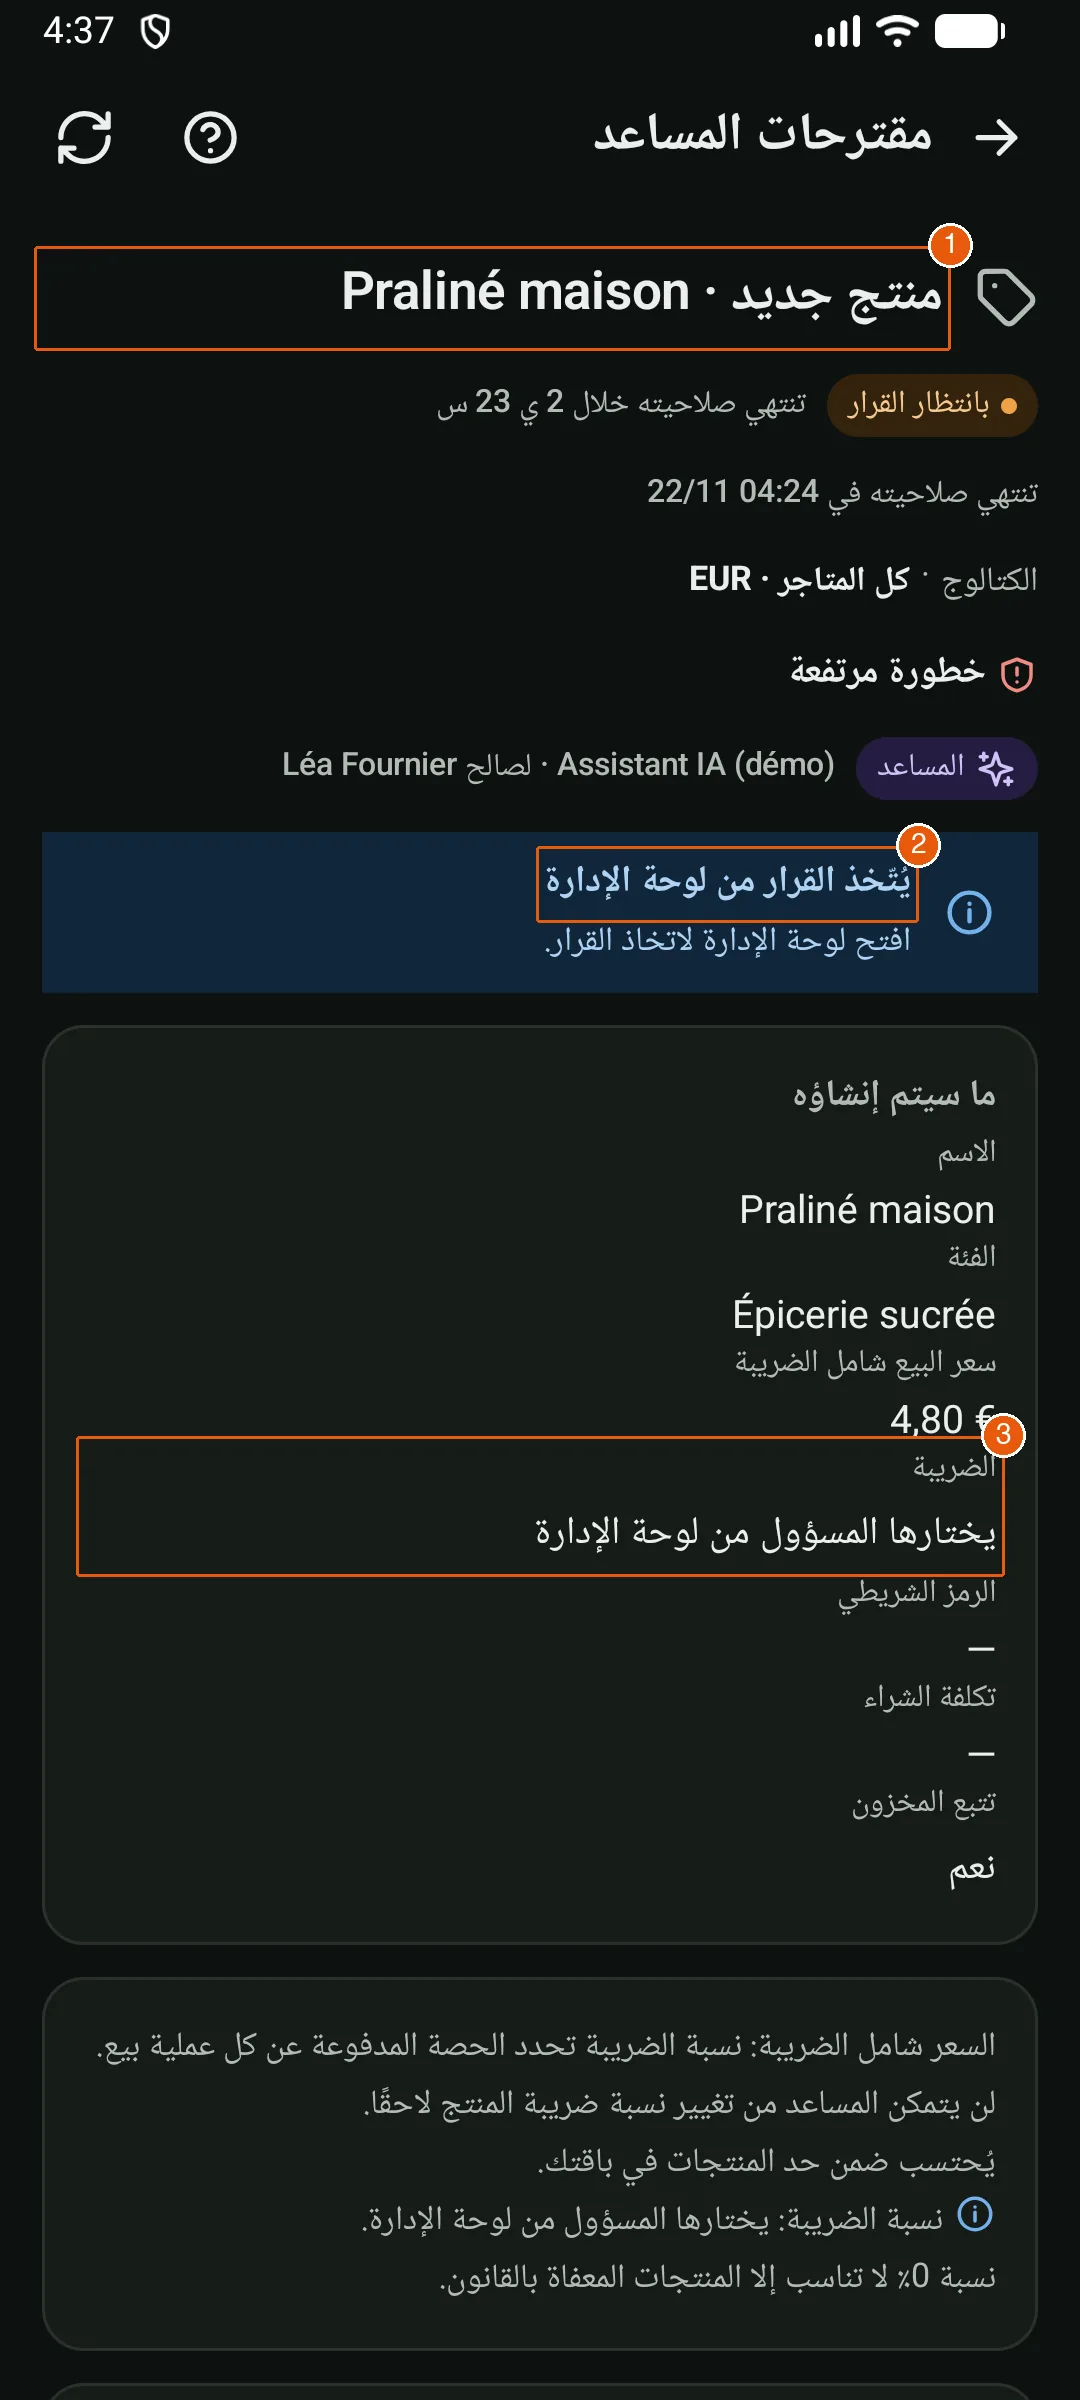 4:37
مقترحات المساعد
1
منتج جديد · Praliné maison
بانتظار القرار
تنتهي صلاحيته خلال 2 ي 23 س
تنتهي صلاحيته في 04:24 22/11
الكتالوج · كل المتاجر · EUR
خطورة مرتفعة
المساعد
Assistant IA (démo) · لصالح Léa Fournier
2
يُتّخذ القرار من لوحة الإدارة
افتح لوحة الإدارة لاتخاذ القرار.
ما سيتم إنشاؤه
الاسم
Praliné maison
الفئة
Épicerie sucrée
سعر البيع شامل الضريبة
4,80 €
3
الضريبة
يختارها المسؤول من لوحة الإدارة
الرمز الشريطي
—
تكلفة الشراء
—
تتبع المخزون
نعم
السعر شامل الضريبة: نسبة الضريبة تحدد الحصة المدفوعة عن كل عملية بيع.
لن يتمكن المساعد من تغيير نسبة ضريبة المنتج لاحقًا.
يُحتسب ضمن حد المنتجات في باقتك.
نسبة الضريبة: يختارها المسؤول من لوحة الإدارة.
نسبة 0٪ لا تناسب إلا المنتجات المعفاة بالقانون.